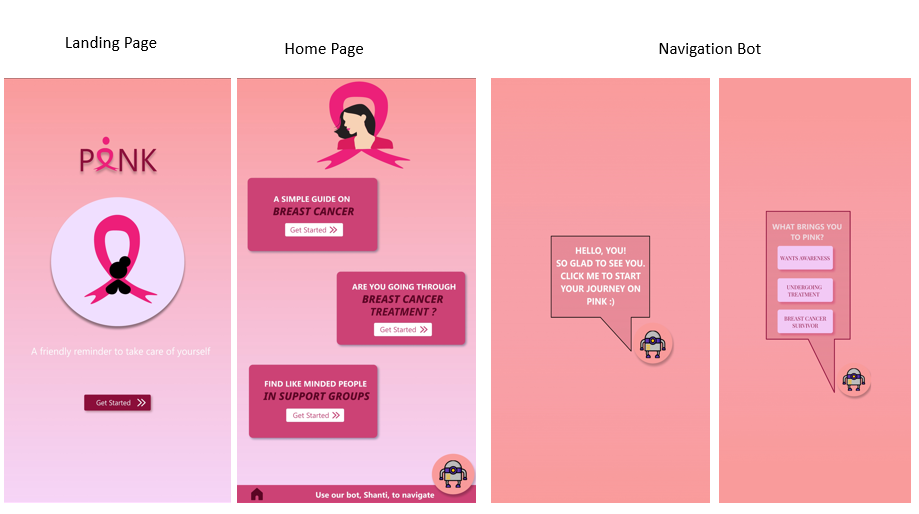 Landing Page
Home Page
Navigation Bot
PINK
A friendly reminder to take care of yourself
Get Started
A SIMPLE GUIDE ON
BREAST CANCER
Get Started
ARE YOU GOING THROUGH
BREAST CANCER
TREATMENT ?
Get Started
FIND LIKE MINDED PEOPLE
IN SUPPORT GROUPS
Get Started
Use our bot, Shanti, to navigate
HELLO, YOU!
SO GLAD TO SEE YOU.
CLICK ME TO START
YOUR JOURNEY ON
PINK :)
WHAT BRINGS YOU
TO PINK?
WANTS AWARENESS
UNDERGOING
TREATMENT
BREAST CANCER
SURVIVOR